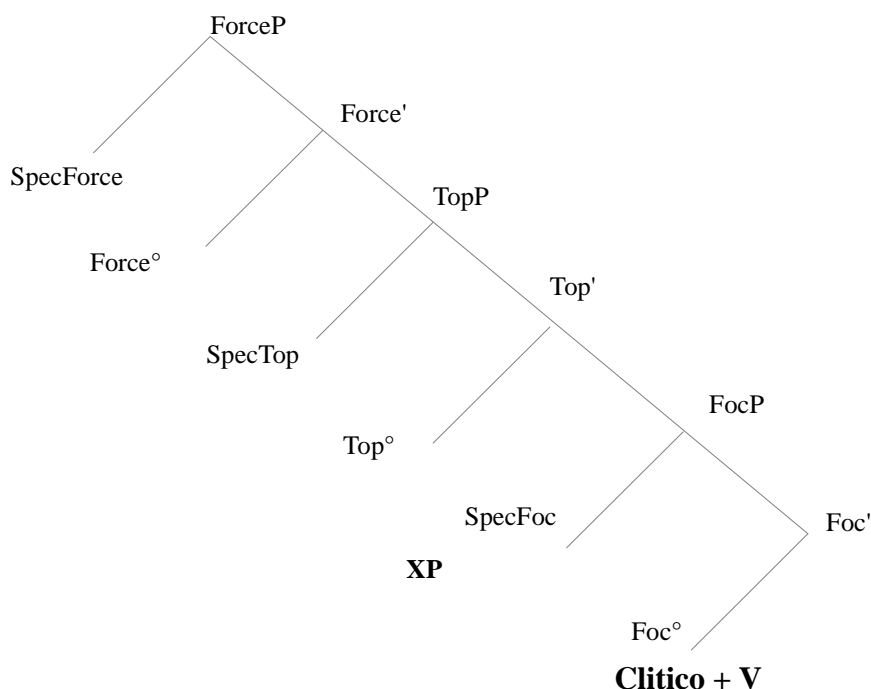 ForceP
Force'
SpecForce
TopP
Force°
Top'
SpecTop
FocP
Top°
SpecFoc
Foc'
XP
Foc°
Clitico + V